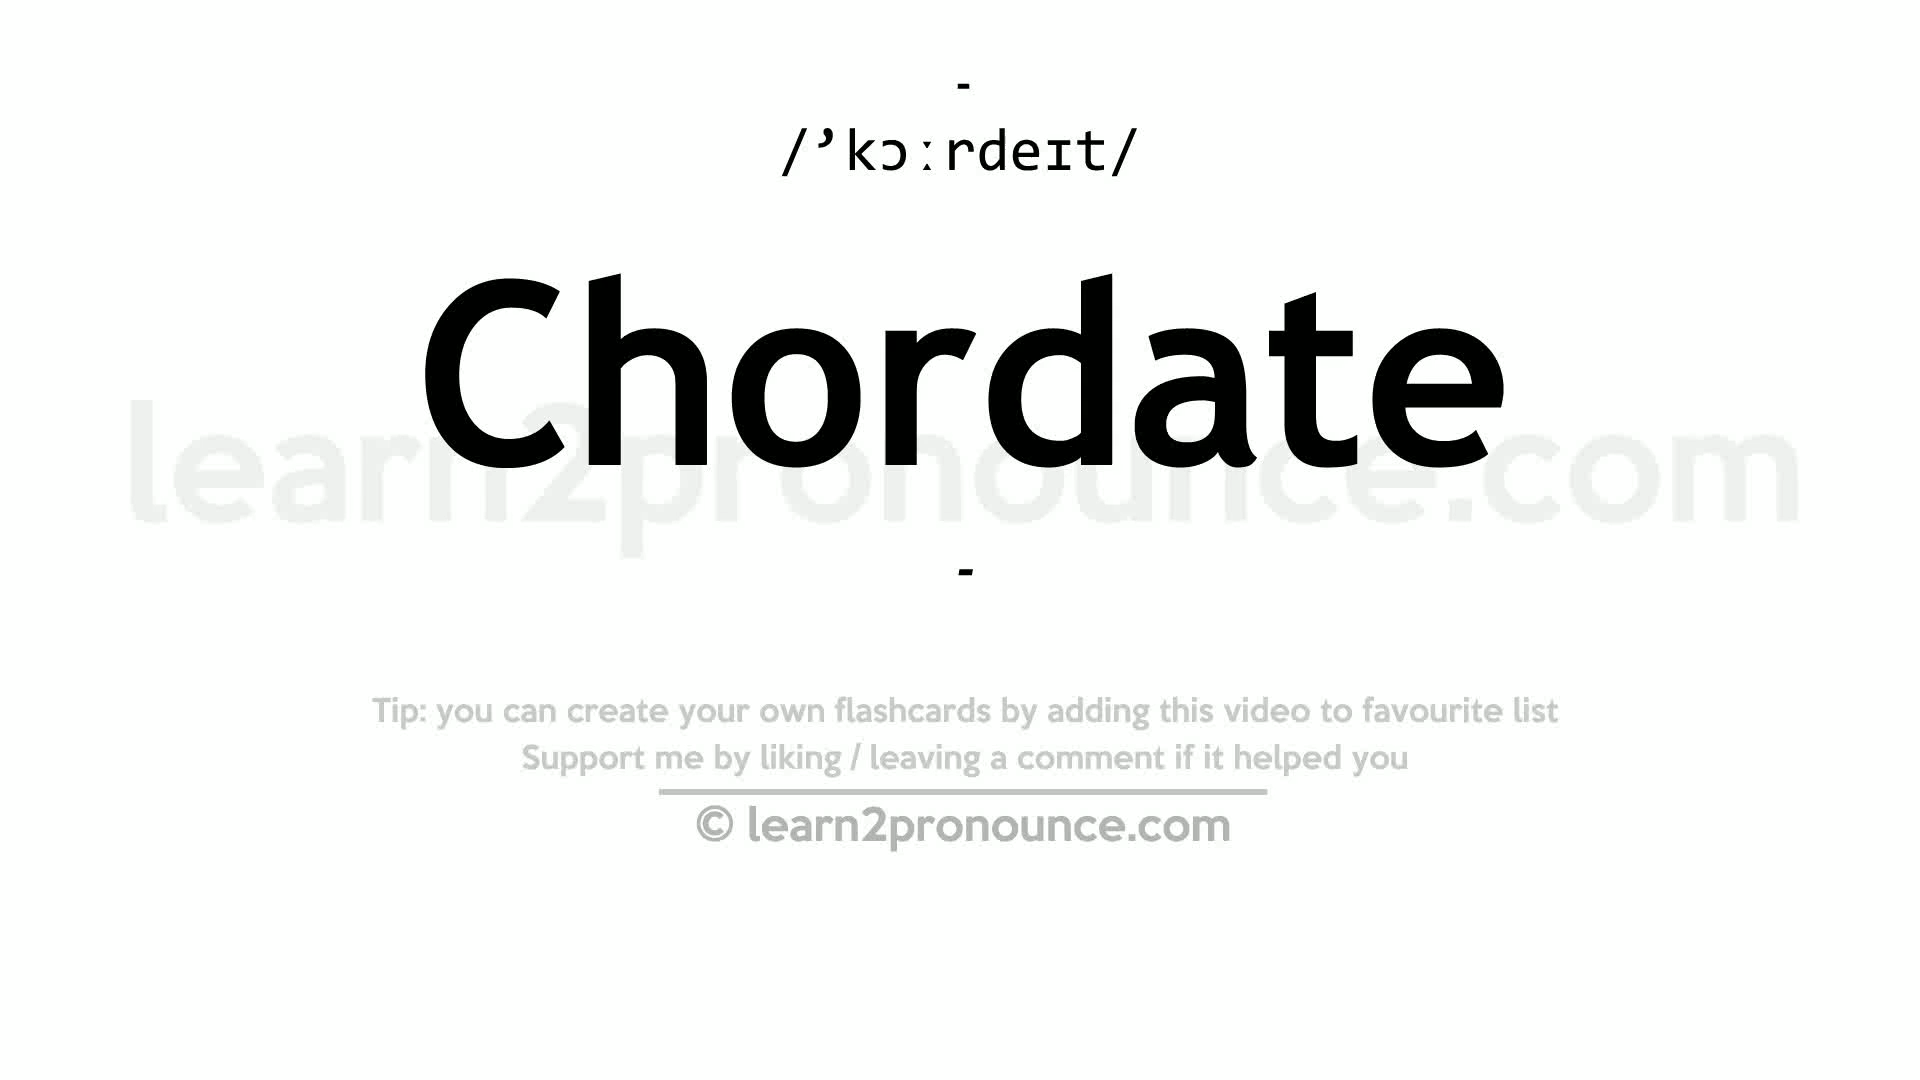 -
/’kɔːrdeɪt/
Chordate
learn2pronounce.com
-
Tip: you can create your own flashcards by adding this video to favourite list
Support me by liking / leaving a comment if it helped you
© learn2pronounce.com